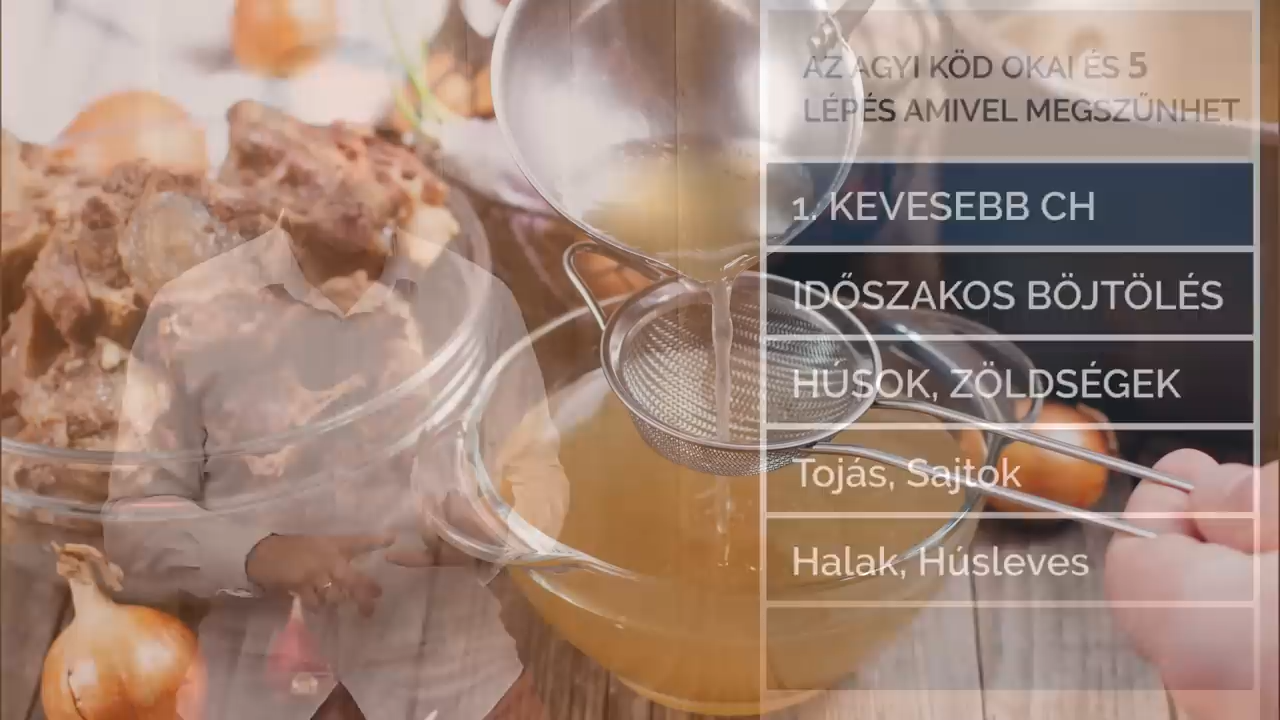 AZ AGYI KÖD OKAI ÉS 5
LÉPÉS AMIVEL MEGSZŰNHET
1. KEVESEBB CH
IDŐSZAKOS BÖJTÖLÉS
HÚSOK, ZÖLDSÉGEK
Tojás, Sajtok
Halak, Húsleves